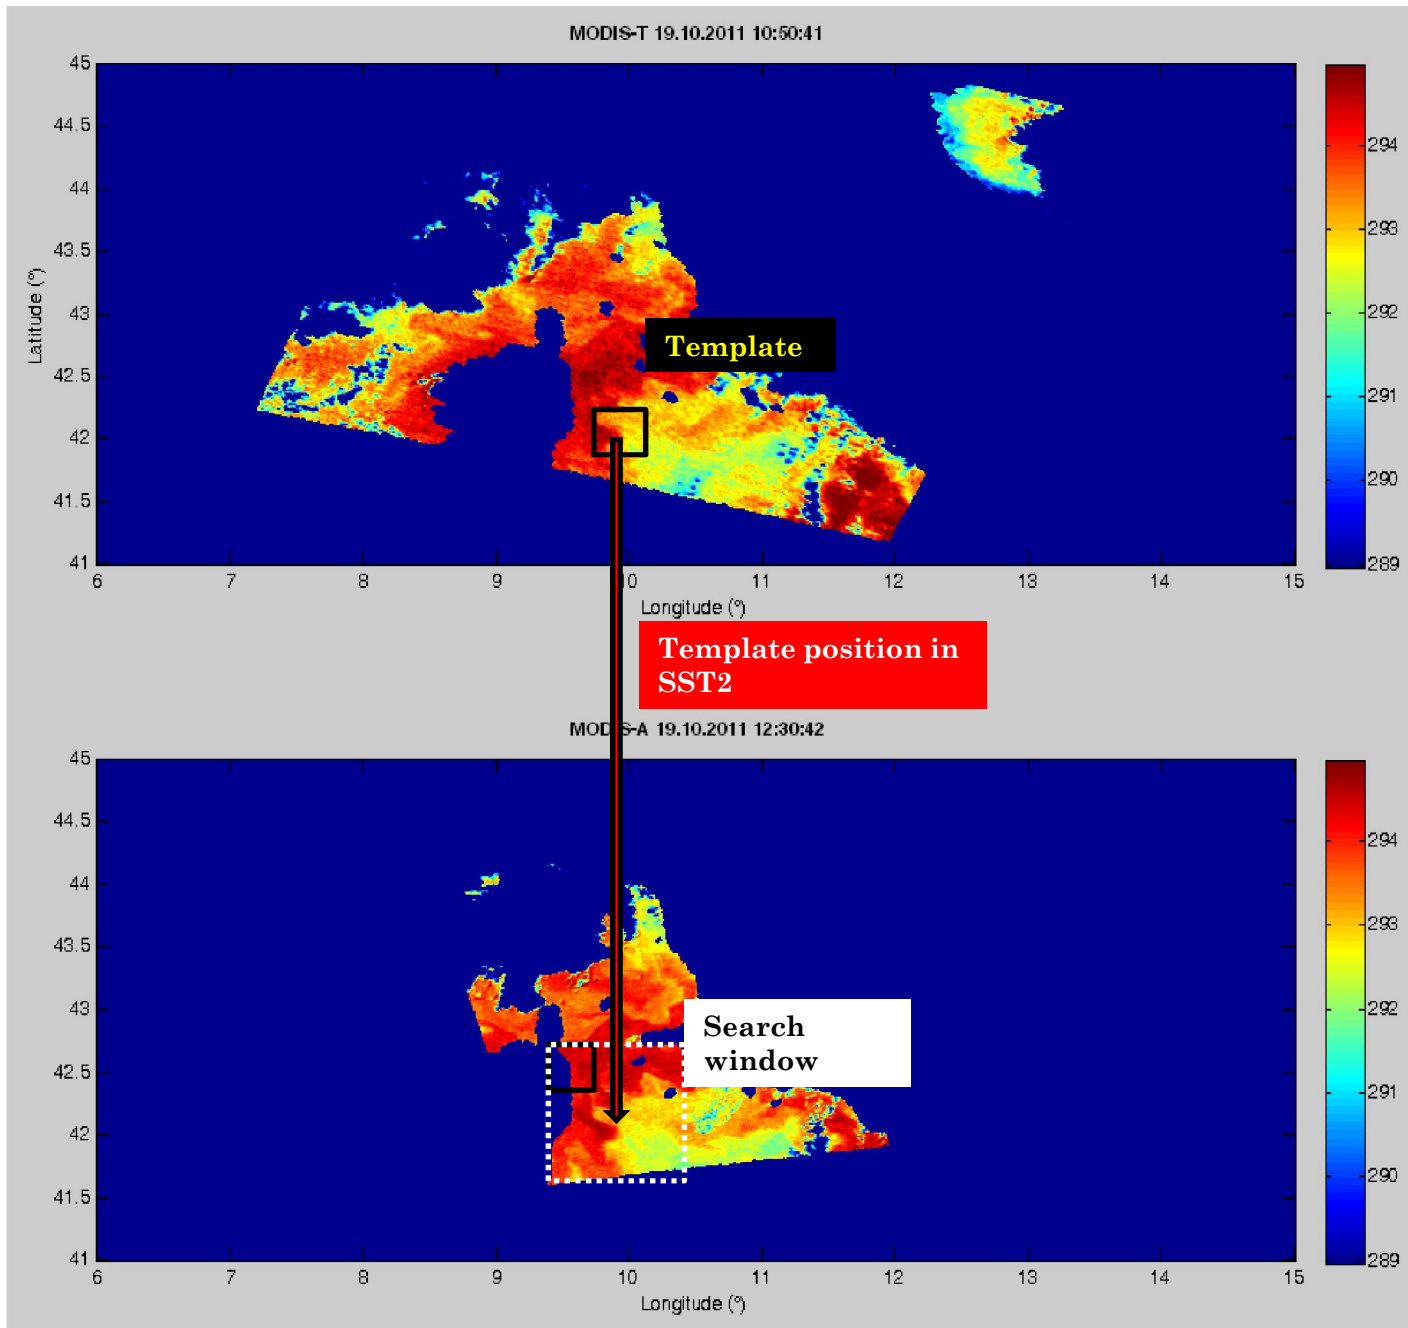 MODIS-T 19.10.2011 10:50:41
45
44.5
44
43.5
43
42.5
42
41.5
41
Latitude (°)
6 7 8 9 10 11 12 13 14 15
Longitude (°)
294
293
292
291
290
289
Template
Template position in
SST2
MODIS-A 19.10.2011 12:30:42
45
44.5
44
43.5
43
42.5
42
41.5
41
6 7 8 9 10 11 12 13 14 15
Longitude (°)
294
293
292
291
290
289
Search
window